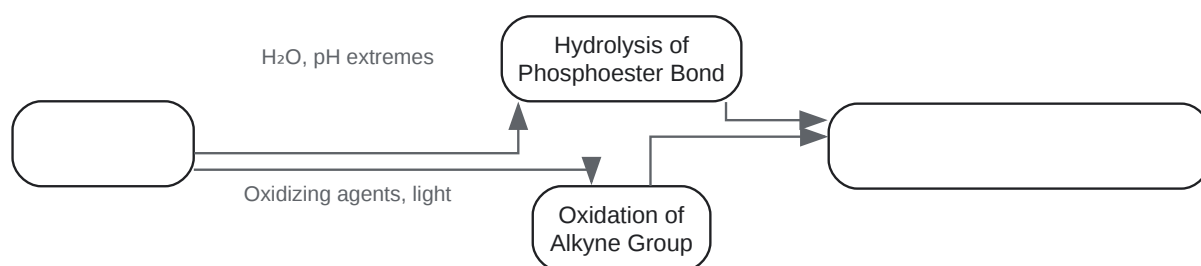 H₂O, pH extremes
Hydrolysis of
Phosphoester Bond
Oxidizing agents, light
Oxidation of
Alkyne Group